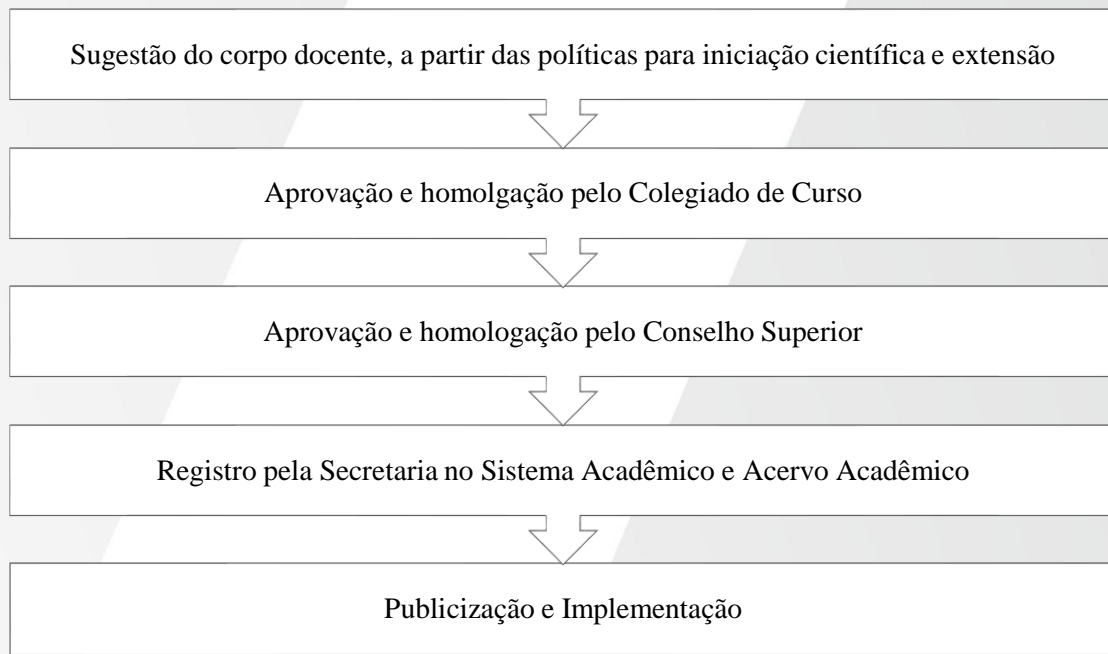 Sugestão do corpo docente, a partir das políticas para iniciação científica e extensão
Aprovação e homolgação pelo Colegiado de Curso
Aprovação e homologação pelo Conselho Superior
Registro pela Secretaria no Sistema Acadêmico e Acervo Acadêmico
Publicização e Implementação